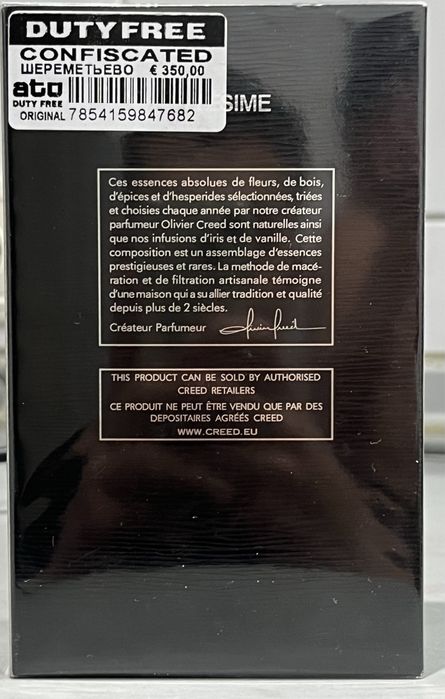 DUTYFREE
CONFISCATED
ШЕРЕМЕТЬЕВО € 350,00
ato
DUTY FREE
ORIGINAL 7854159847682
SIME
Ces essences absolues de fleurs, de bois,
d'épices et d'hesperides sélectionnées, triées
et choisies chaque année par notre créateur
parfumeur Olivier Creed sont naturelles ainsi
que nos infusions d'iris et de vanille. Cette
composition est un assemblage d'essences
prestigieuses et rares. La methode de macé-
ration et de filtration artisanale témoigne
d'une maison qui a su allier tradition et qualité
depuis plus de 2 siècles.
Créateur Parfumeur
THIS PRODUCT CAN BE SOLD BY AUTHORISED
CREED RETAILERS
CE PRODUIT NE PEUT ÊTRE VENDU QUE PAR DES
DEPOSITAIRES AGRÉÉS CREED
WWW.CREED.EU